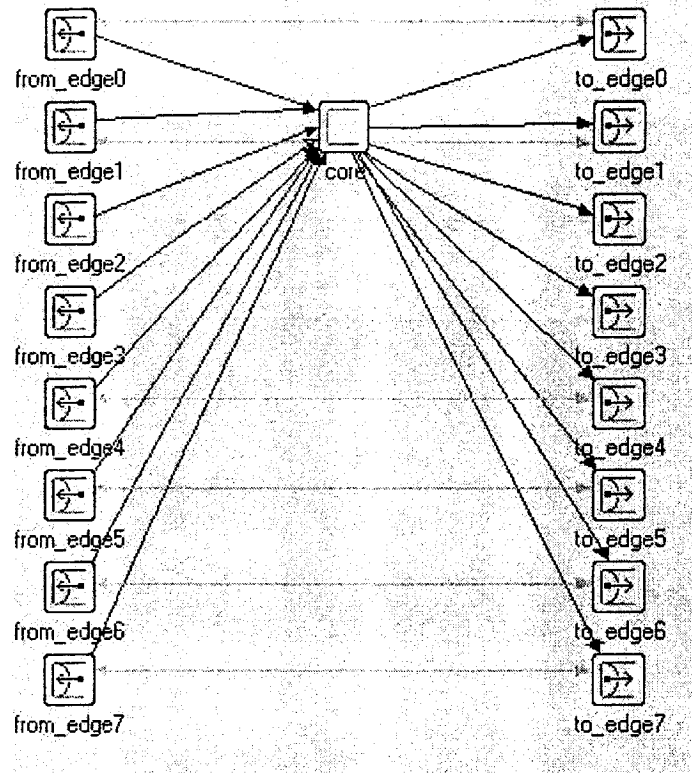 from_edge0
to_edge0
from_edge1
core
to_edge1
from_edge2
to_edge2
from_edge3
to_edge3
from_edge4
to_edge4
from_edge5
to_edge5
from_edge6
to_edge6
from_edge7
to_edge7